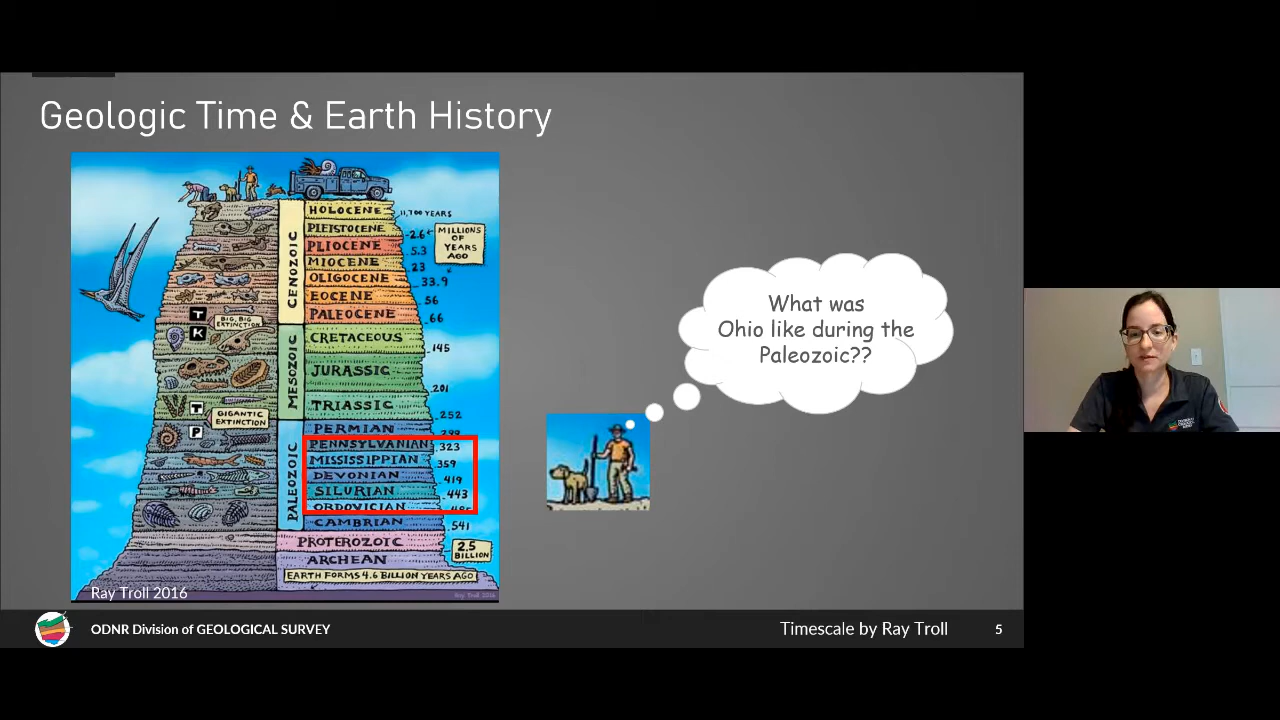 Geologic Time & Earth History
HOLOCENE
11,700 YEARS
PLEISTOCENE
2.6
MILLIONS
OF
YEARS
AGO
PLIOCENE
5.3
MIOCENE
23
OLIGOCENE
33.9
EOCENE
56
PALEOCENE
66
CENOZOIC
T
K
BIG, BIG
EXTINCTION
CRETACEOUS
145
JURASSIC
201
TRIASSIC
252
MESOZOIC
T
P
GIGANTIC
EXTINCTION
PERMIAN
299
PENNSYLVANIAN
323
MISSISSIPPIAN
359
DEVONIAN
419
SILURIAN
443
ORDOVICIAN
CAMBRIAN
541
PALEOZOIC
PROTEROZOIC
2.5
BILLION
ARCHEAN
EARTH FORMS 4.6 BILLION YEARS AGO
Ray Troll 2016
Ray Troll 2016
What was
Ohio like during the
Paleozoic??
ODNR Division of GEOLOGICAL SURVEY
Timescale by Ray Troll
5